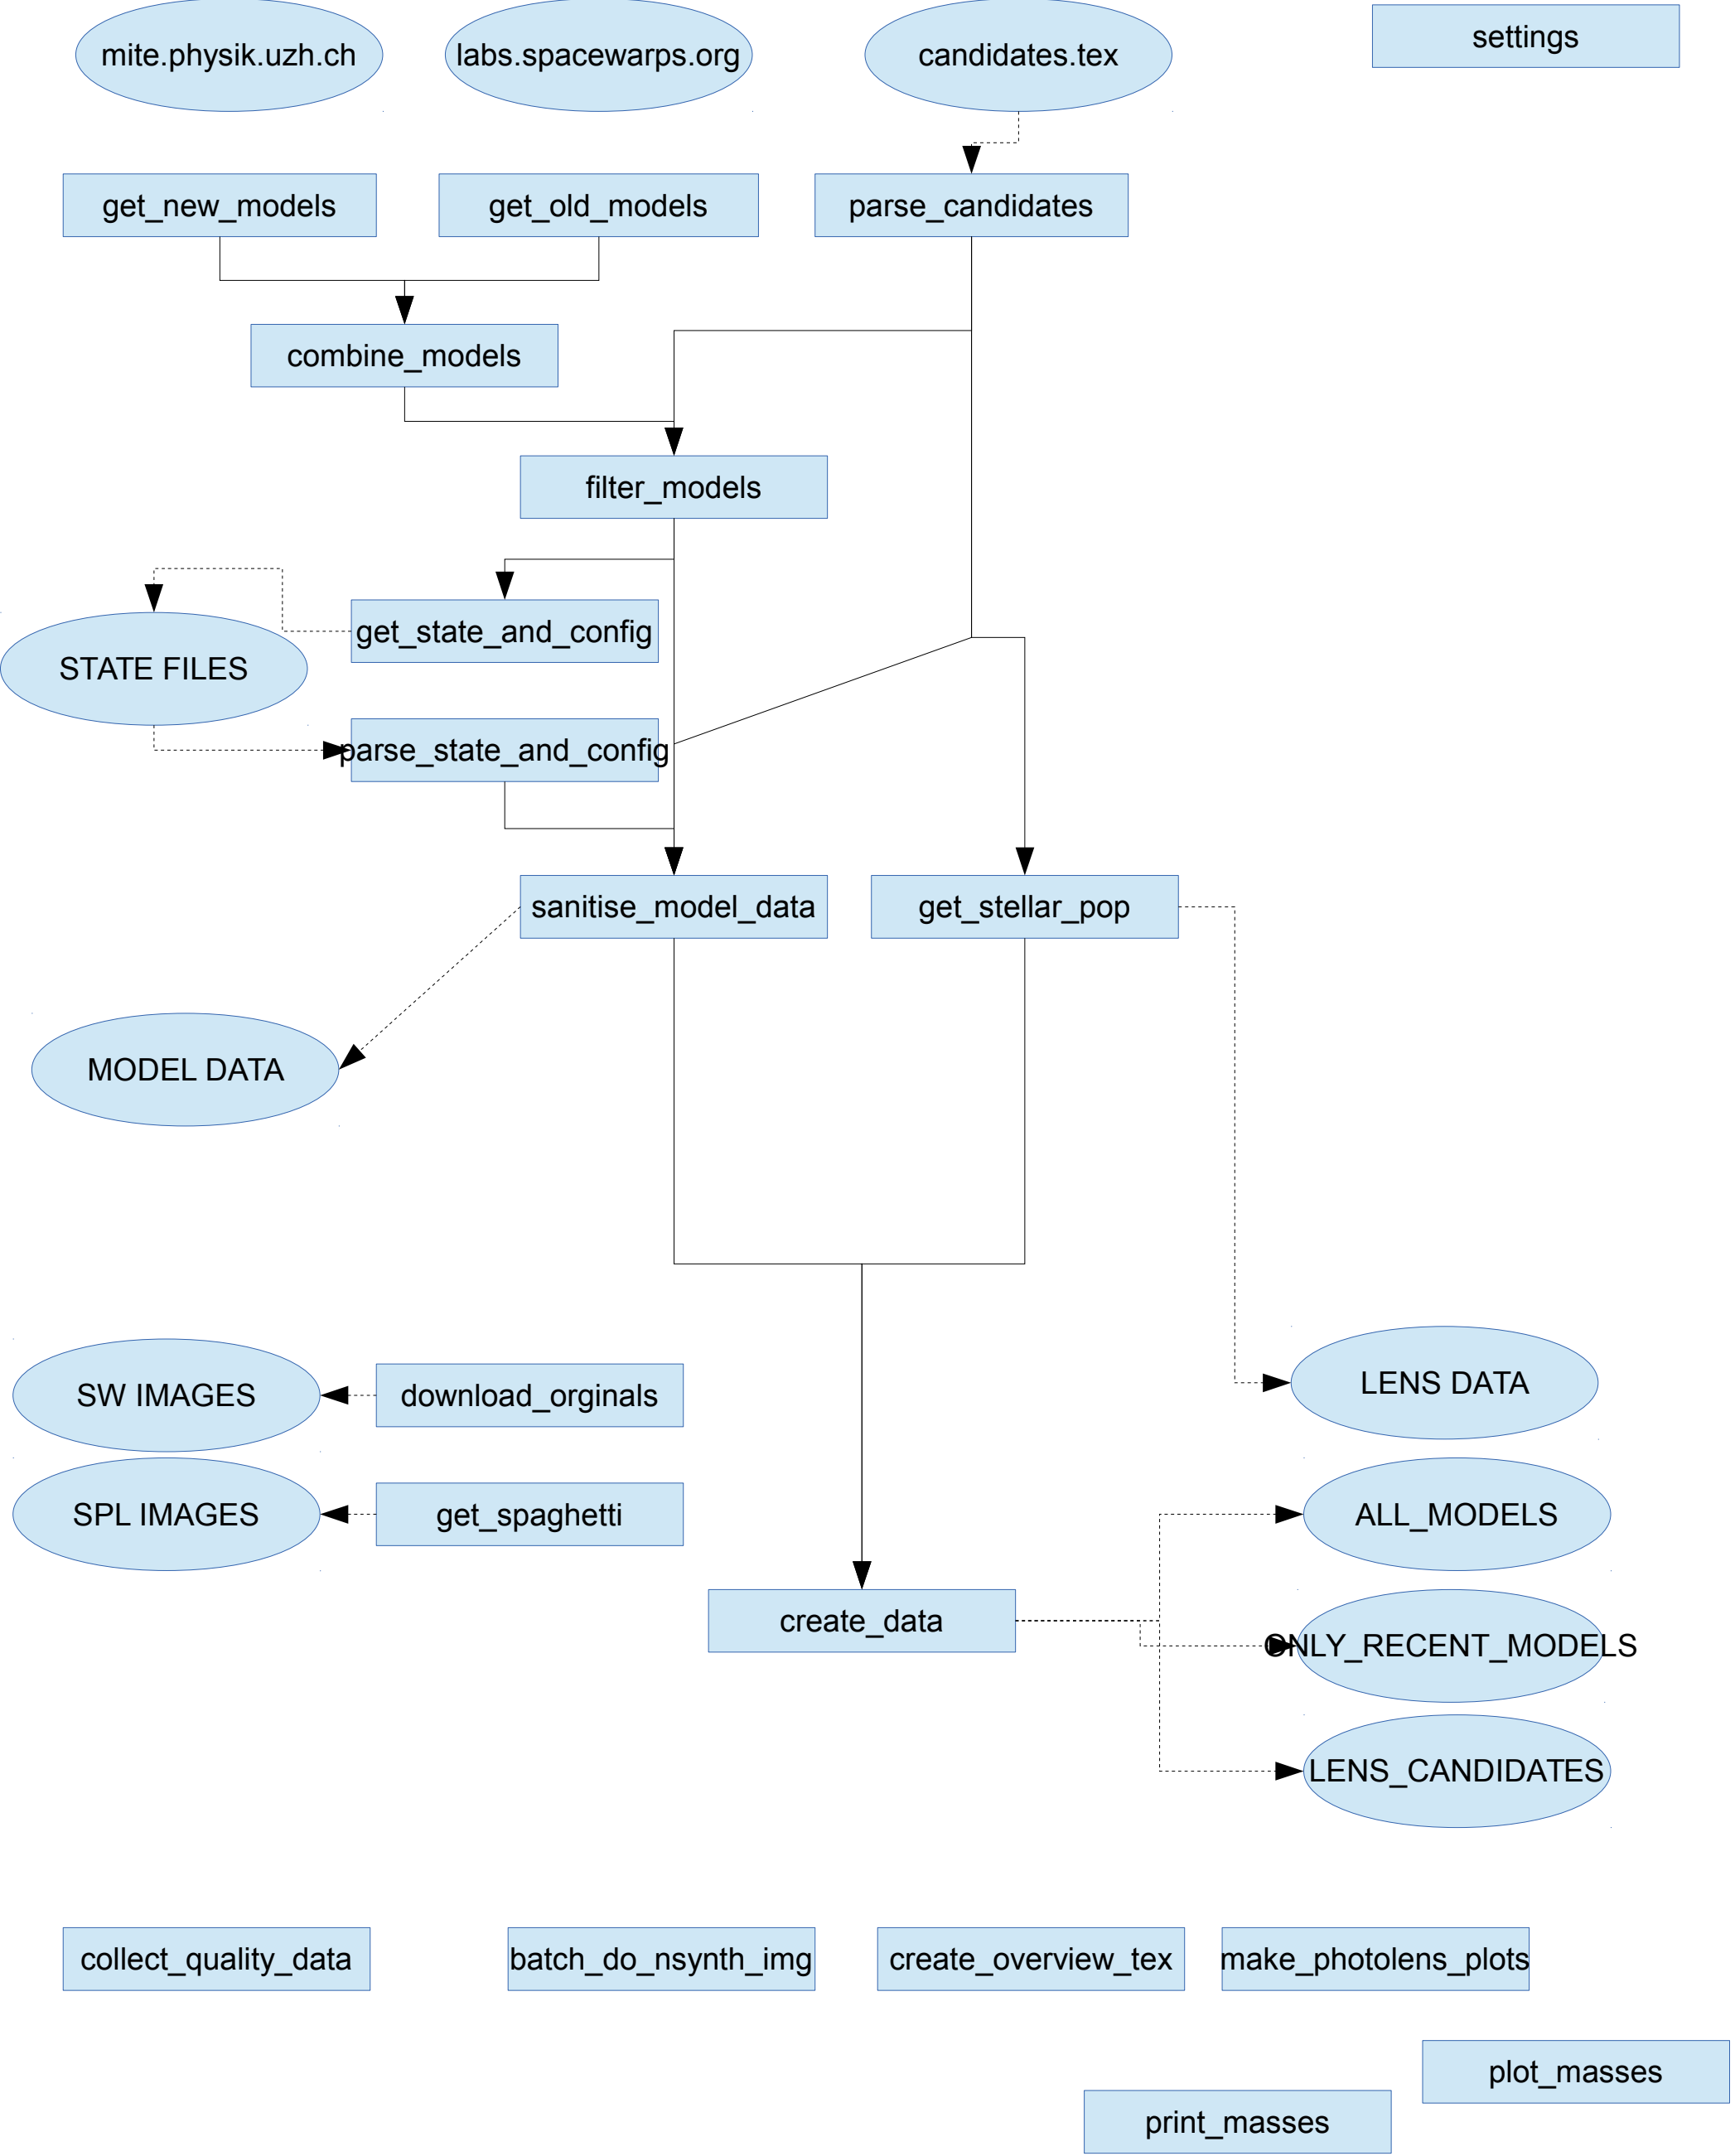 mite.physik.uzh.ch
labs.spacewarps.org
candidates.tex
settings
get_new_models
get_old_models
parse_candidates
combine_models
filter_models
get_state_and_config
STATE FILES
parse_state_and_config
sanitise_model_data
get_stellar_pop
MODEL DATA
LENS DATA
SW IMAGES
download_orginals
SPL IMAGES
get_spaghetti
ALL_MODELS
create_data
ONLY_RECENT_MODELS
LENS_CANDIDATES
collect_quality_data
batch_do_nsynth_img
create_overview_tex
make_photolens_plots
plot_masses
print_masses